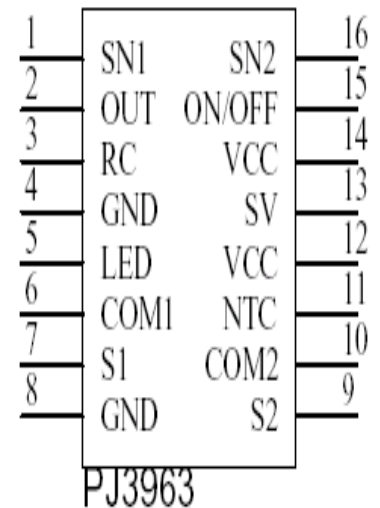 1 SN1 SN2 16
2 OUT ON/OFF 15
3 RC VCC 14
4 GND SV 13
5 LED VCC 12
6 COM1 NTC 11
7 S1 COM2 10
8 GND S2 9
PJ3963